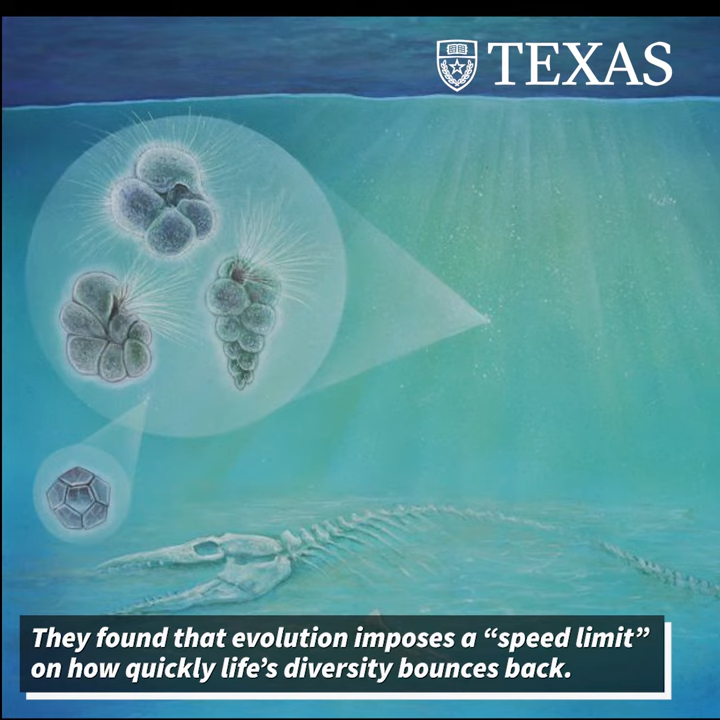 TEXAS
They found that evolution imposes a “speed limit”
on how quickly life’s diversity bounces back.